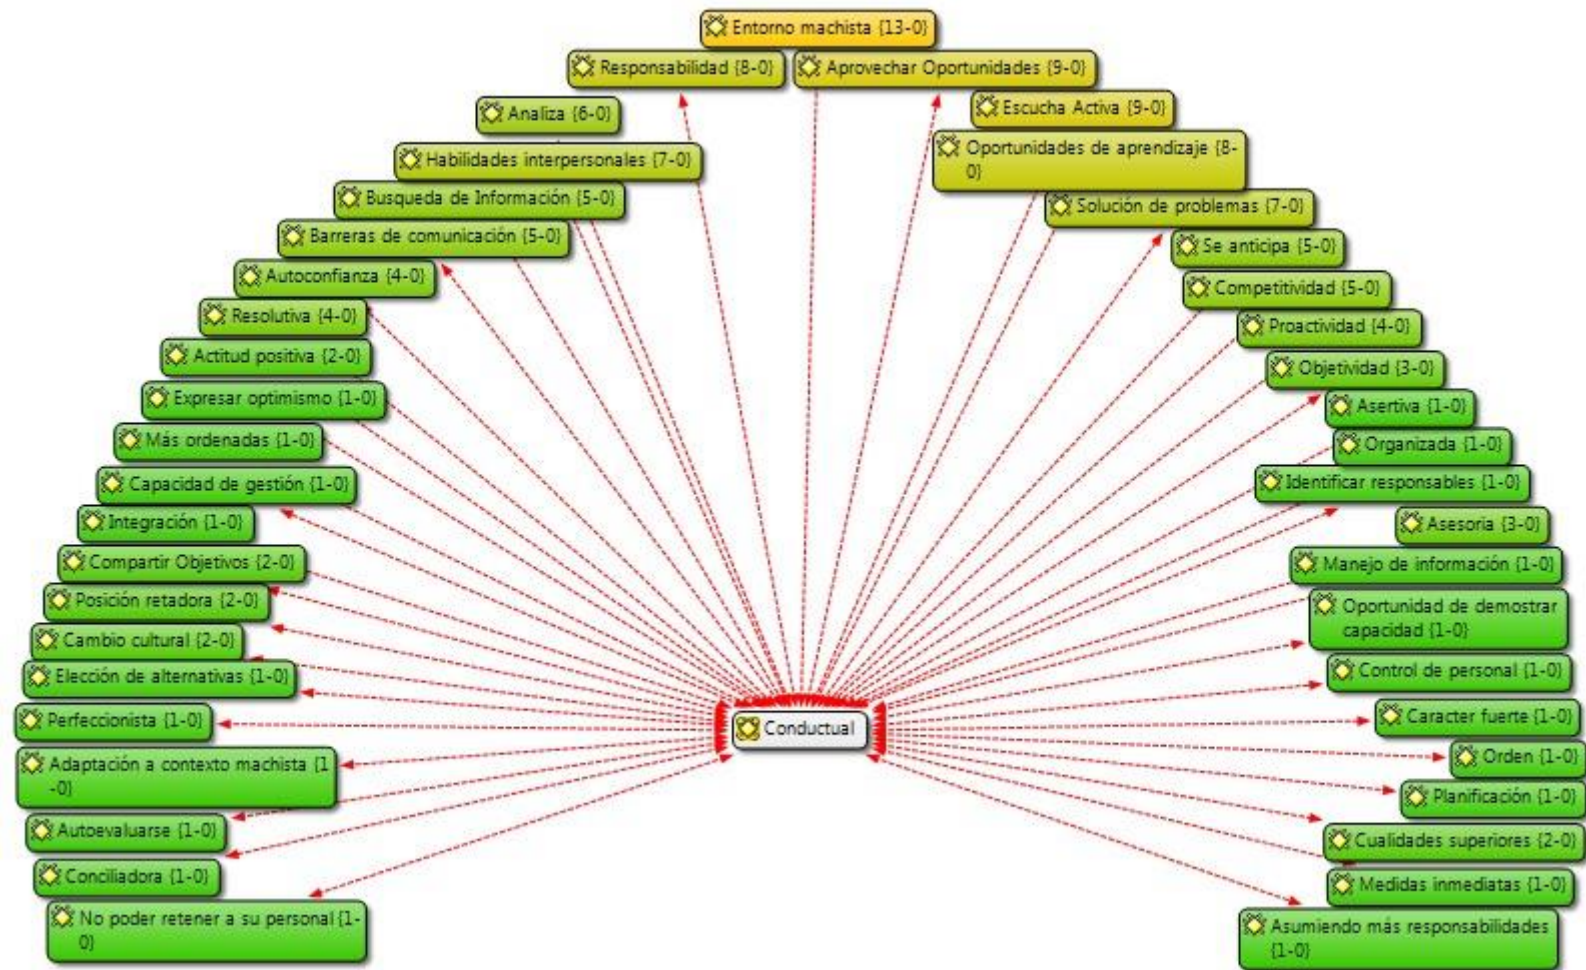 Entorno machista {13-0}
Responsabilidad {8-0}
Aprovechar Oportunidades {9-0}
Analiza {6-0}
Escucha Activa {9-0}
Habilidades interpersonales {7-0}
Oportunidades de aprendizaje {8-
0}
Busqueda de Información {5-0}
Solución de problemas {7-0}
Barreras de comunicación {5-0}
Se anticipa {5-0}
Autoconfianza {4-0}
Competitividad {5-0}
Resolutiva {4-0}
Proactividad {4-0}
Actitud positiva {2-0}
Objetividad {3-0}
Expresar optimismo {1-0}
Asertiva {1-0}
Más ordenadas {1-0}
Organizada {1-0}
Capacidad de gestión {1-0}
Identificar responsables {1-0}
Integración {1-0}
Asesoria {3-0}
Compartir Objetivos {2-0}
Manejo de información {1-0}
Posición retadora {2-0}
Oportunidad de demostrar
capacidad {1-0}
Cambio cultural {2-0}
Elección de alternativas {1-0}
Control de personal {1-0}
Perfeccionista {1-0}
Caracter fuerte {1-0}
Conductual
Adaptación a contexto machista {1
-0}
Orden {1-0}
Planificación {1-0}
Autoevaluarse {1-0}
Cualidades superiores {2-0}
Conciliadora {1-0}
Medidas inmediatas {1-0}
No poder retener a su personal {1-
0}
Asumiendo más responsabilidades
{1-0}